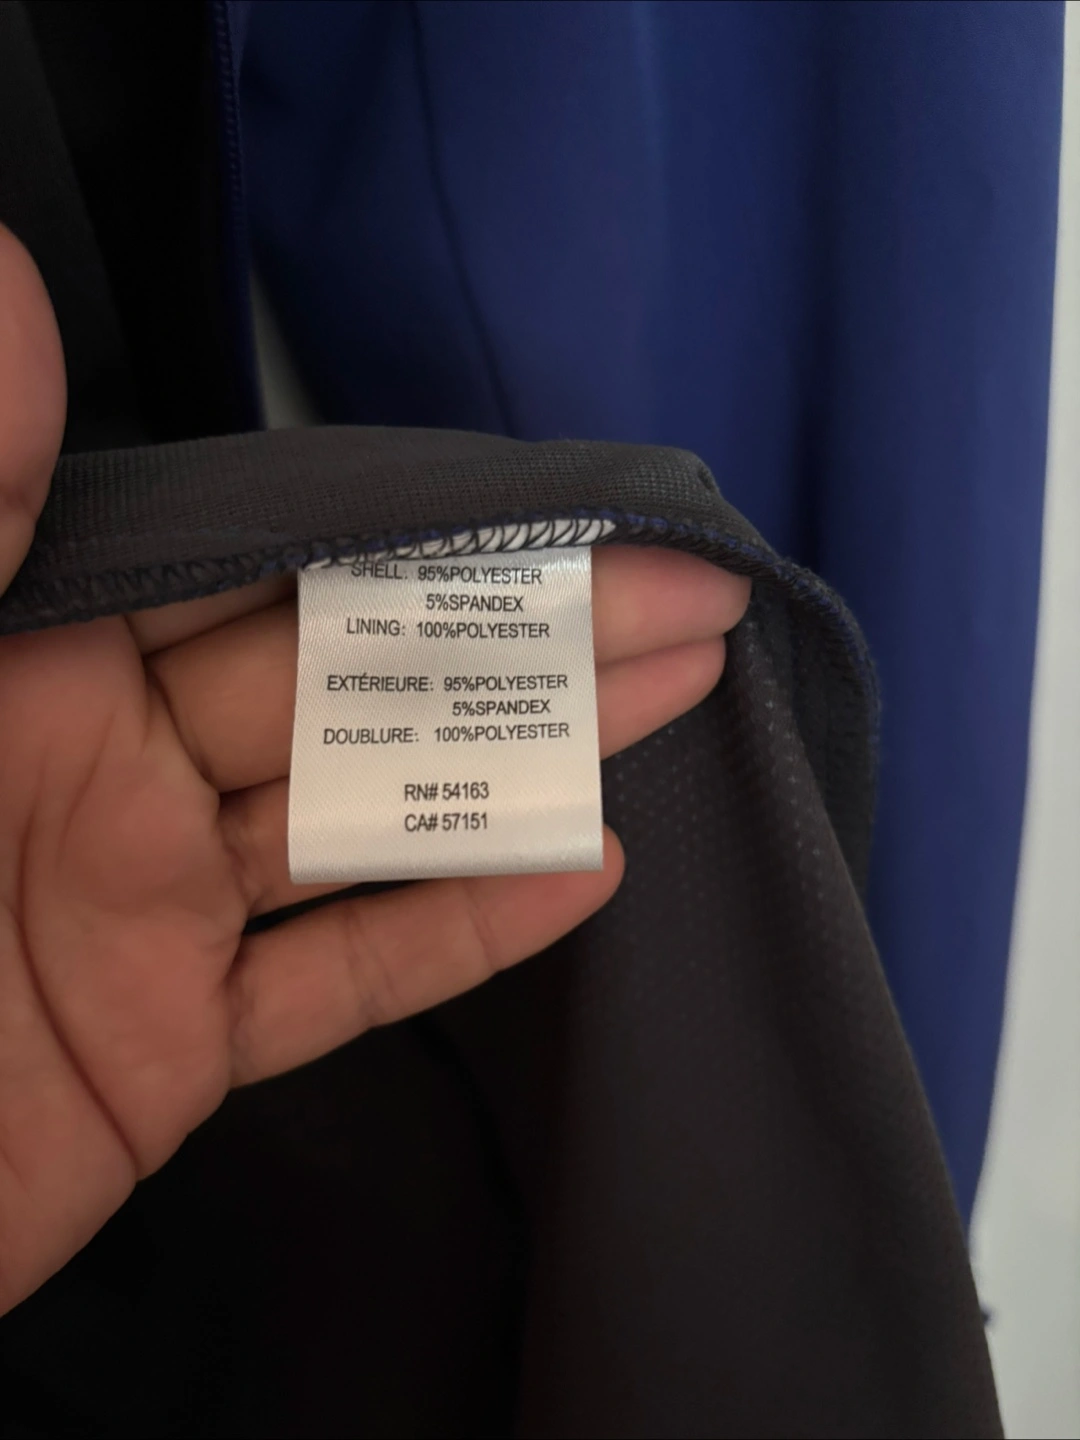 SHELL: 95%POLYESTER
5%SPANDEX
LINING: 100%POLYESTER
EXTÉRIEURE: 95%POLYESTER
5%SPANDEX
DOUBLURE: 100%POLYESTER
RN# 54163
CA# 57151